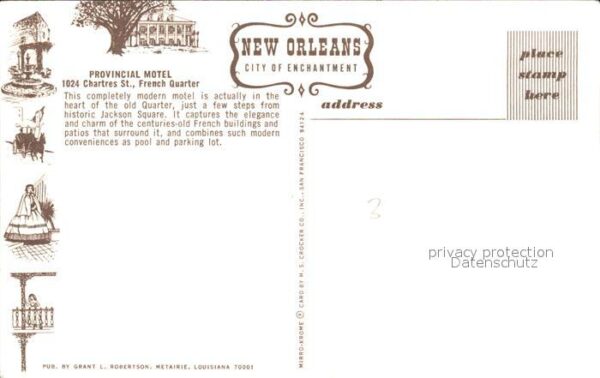 PROVINCIAL MOTEL
1024 Chartres St., French Quarter
This completely modern motel is actually in the
heart of the old Quarter, just a few steps from
historic Jackson Square. It captures the elegance
and charm of the centuries-old French buildings and
patios that surround it, and combines such modern
conveniences as pool and parking lot.
NEW ORLEANS
CITY OF ENCHANTMENT
place
stamp
here
address
MIRRO-KROME ® CARD BY H. S. CROCKER CO., INC., SAN FRANCISCO 94124
3
privacy protection
Datenschutz
PUB. BY GRANT L. ROBERTSON, METAIRIE, LOUISIANA 70001